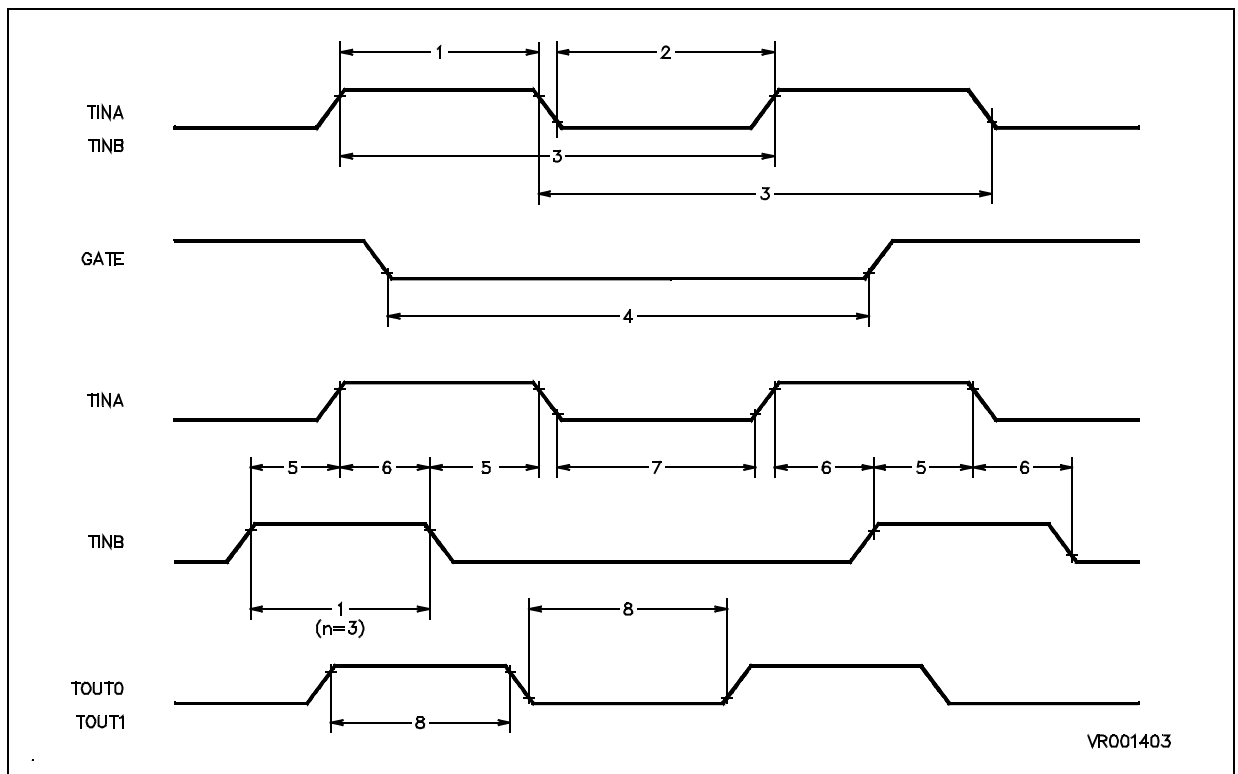 1 2
TINA
TINB
3
3
GATE
4
TINA
5 6 5 7 6 5 6
TINB
1 8
(n=3)
TOUT0
TOUT1
8
VR001403